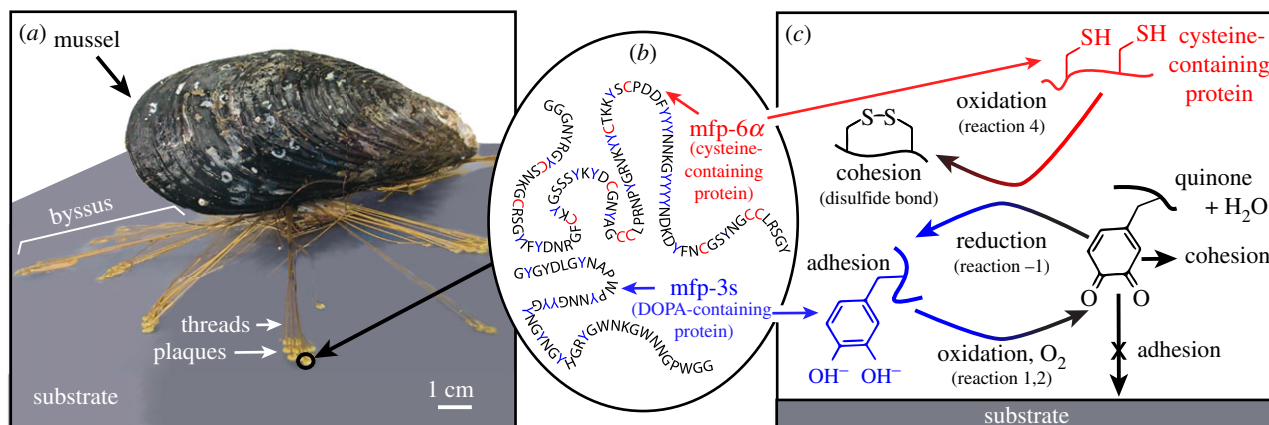 (a)
mussel
byssus
threads
plaques
substrate
1 cm
(b)
GGGNYRGYCSNKGCRSGYFYDNRGFCKYGSSSYKYDCGNYAGCCLPRNPYGRVKYYCTKKYSCPDDFYYYNNKGYYYYNDKDYFNCGSYNGCCLRSGY
mfp-6α
(cysteine-
containing
protein)
GYGYDLGYNAPWPYNNGYYGYNGYNGYHGRYGWNKGWNNGPWGG
mfp-3s
(DOPA-containing
protein)
(c)
SH
SH
cysteine-
containing
protein
oxidation
(reaction 4)
S–S
cohesion
(disulfide bond)
quinone
+ H2O
reduction
(reaction –1)
cohesion
adhesion
O
O
OH–
OH–
oxidation, O2
(reaction 1,2)
adhesion
substrate